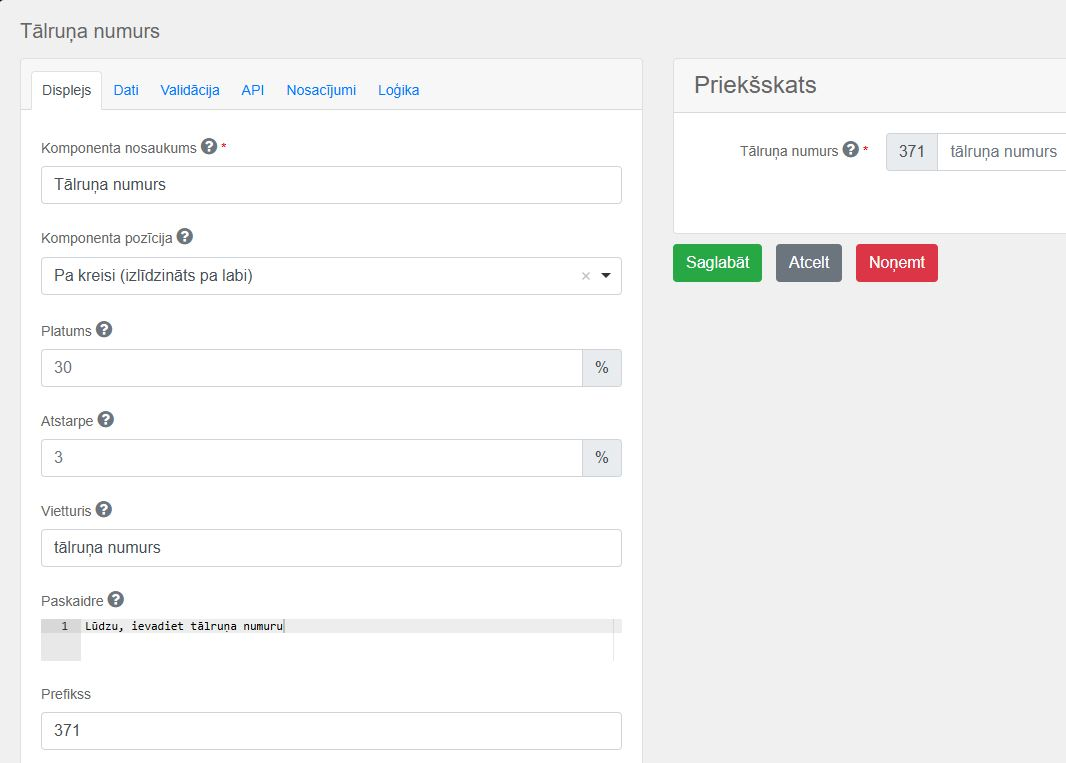 Tālruņa numurs
Displejs Dati Validācija API Nosacījumi Loģika
Komponenta nosaukums ? *
Tālruņa numurs
Komponenta pozīcija ?
Pa kreisi (izlīdzināts pa labi) ×
Platums ?
30 %
Atstarpe ?
3 %
Vietturis ?
tālruņa numurs
Paskaidre ?
1 Lūdzu, ievadiet tālruņa numuru
Prefikss
371
Priekšskats
Tālruņa numurs ? * 371 tālruņa numurs
Saglabāt Atcelt Noņemt